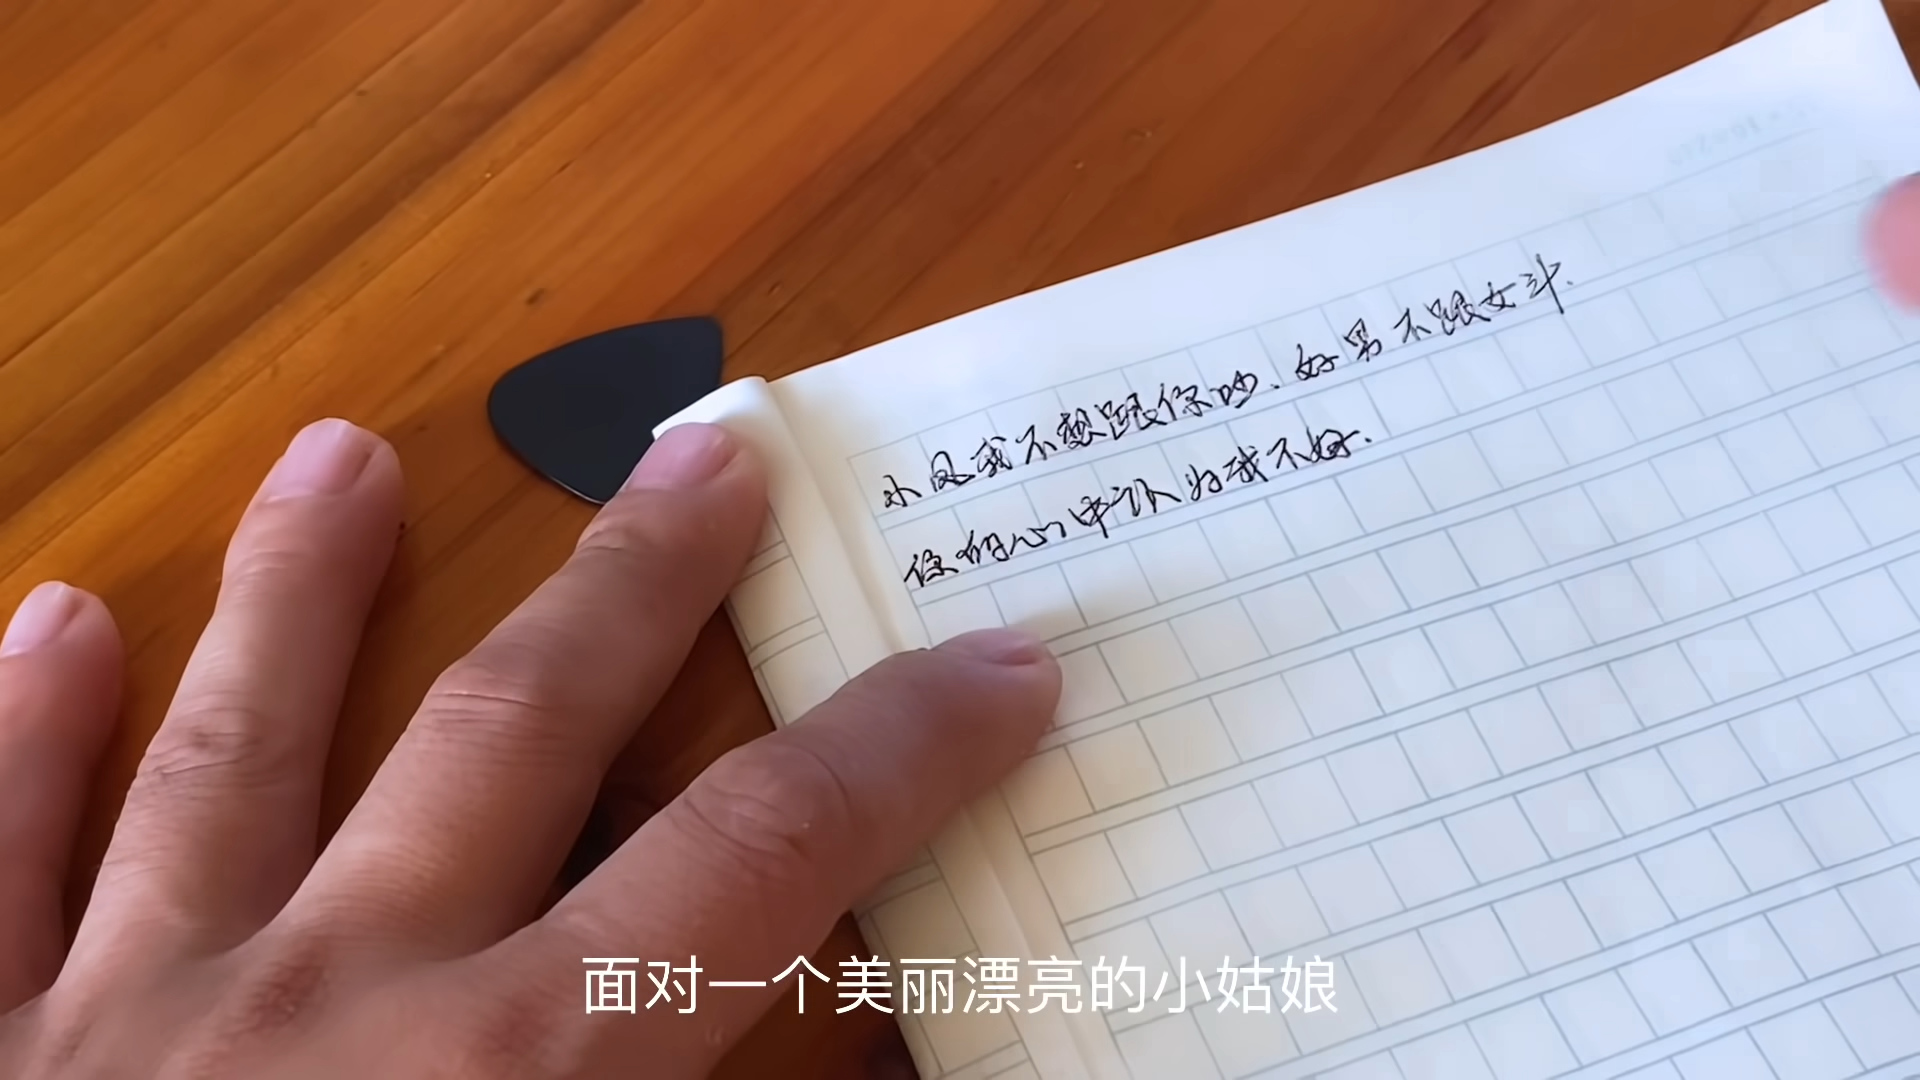 小凤我不想跟你吵、好男不跟女斗.
你的心中认为我不好.
面对一个美丽漂亮的小姑娘